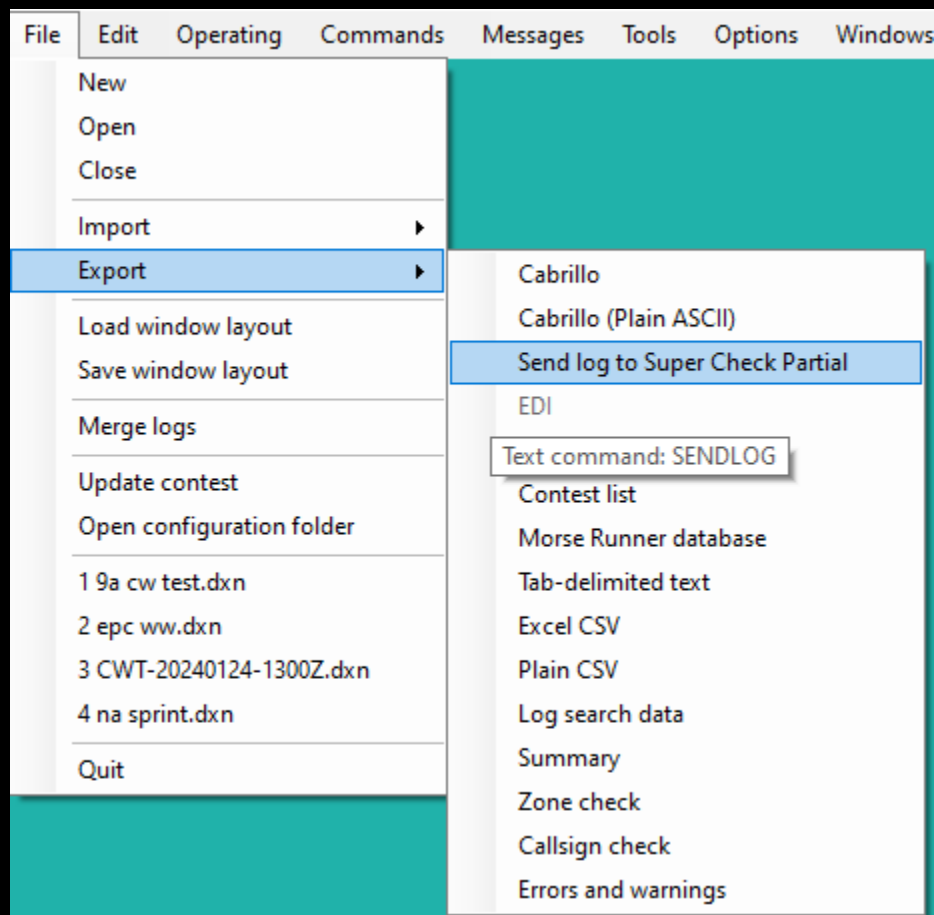 File Edit Operating Commands Messages Tools Options Windows
New
Open
Close
Import
Export
Load window layout
Save window layout
Merge logs
Update contest
Open configuration folder
1 9a cw test.dxn
2 epc ww.dxn
3 CWT-20240124-1300Z.dxn
4 na sprint.dxn
Quit
Cabrillo
Cabrillo (Plain ASCII)
Send log to Super Check Partial
EDI
Text command: SENDLOG
Contest list
Morse Runner database
Tab-delimited text
Excel CSV
Plain CSV
Log search data
Summary
Zone check
Callsign check
Errors and warnings